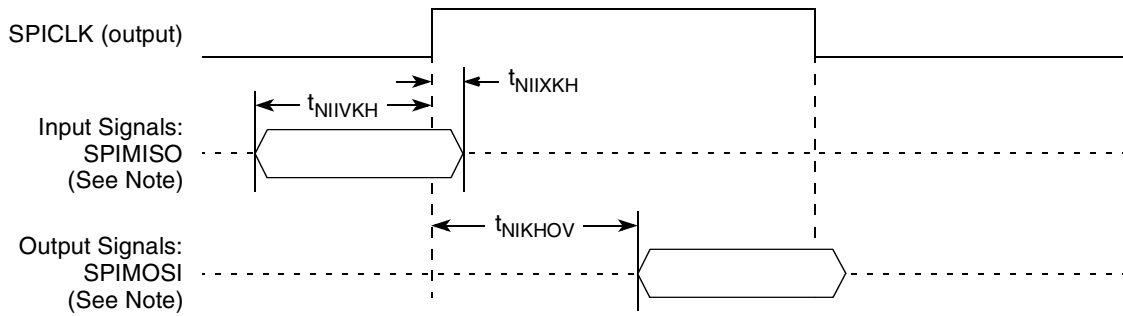 SPICLK (output)
tNIIXKH
tNIIVKH
Input Signals:
SPIMISO
(See Note)
tNIKHOV
Output Signals:
SPIMOSI
(See Note)